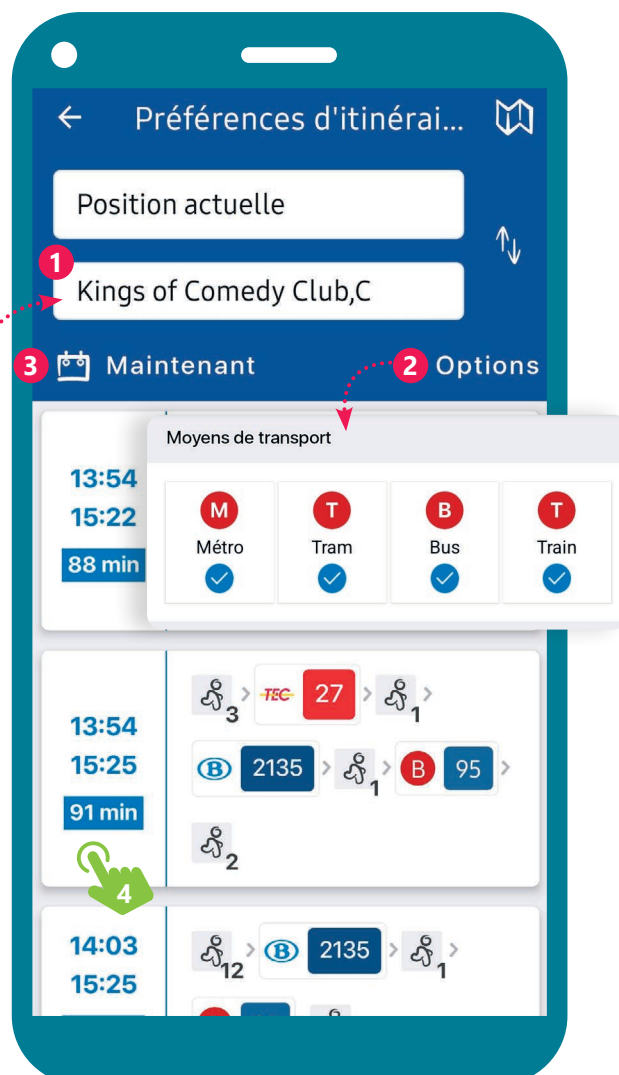 Préférences d'itinérai...
Position actuelle
1
Kings of Comedy Club,C
3 Maintenant
2 Options
Moyens de transport
M T B T
Métro Tram Bus Train
13:54
15:22
88 min
3 TEC 27 1
13:54
15:25
B 2135 1 B 95
91 min
2
4
14:03
15:25
12 B 2135 1